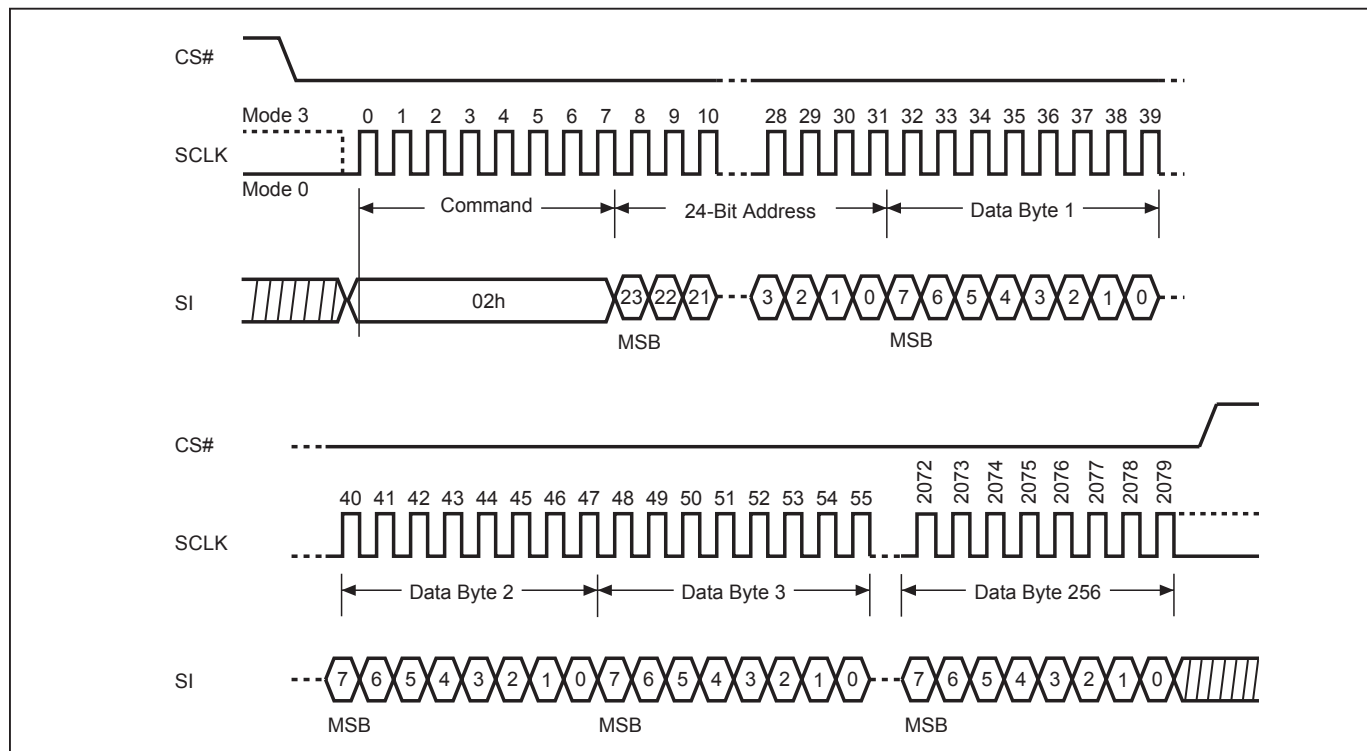 CS#
Mode 3 0 1 2 3 4 5 6 7 8 9 10 28 29 30 31 32 33 34 35 36 37 38 39
SCLK
Mode 0
Command 24-Bit Address Data Byte 1
SI 02h 23 22 21 3 2 1 0 7 6 5 4 3 2 1 0
MSB MSB
CS#
40 41 42 43 44 45 46 47 48 49 50 51 52 53 54 55 2072 2073 2074 2075 2076 2077 2078 2079
SCLK
Data Byte 2 Data Byte 3 Data Byte 256
SI 7 6 5 4 3 2 1 0 7 6 5 4 3 2 1 0 7 6 5 4 3 2 1 0
MSB MSB MSB